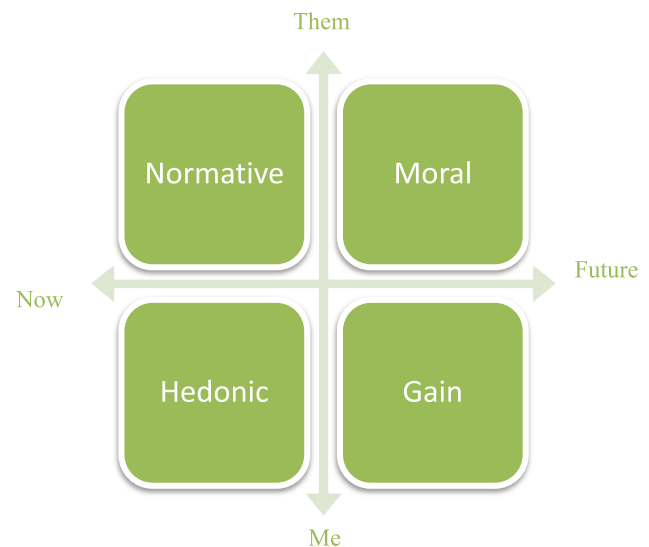 Them
Normative
Moral
Future
Now
Hedonic
Gain
Me